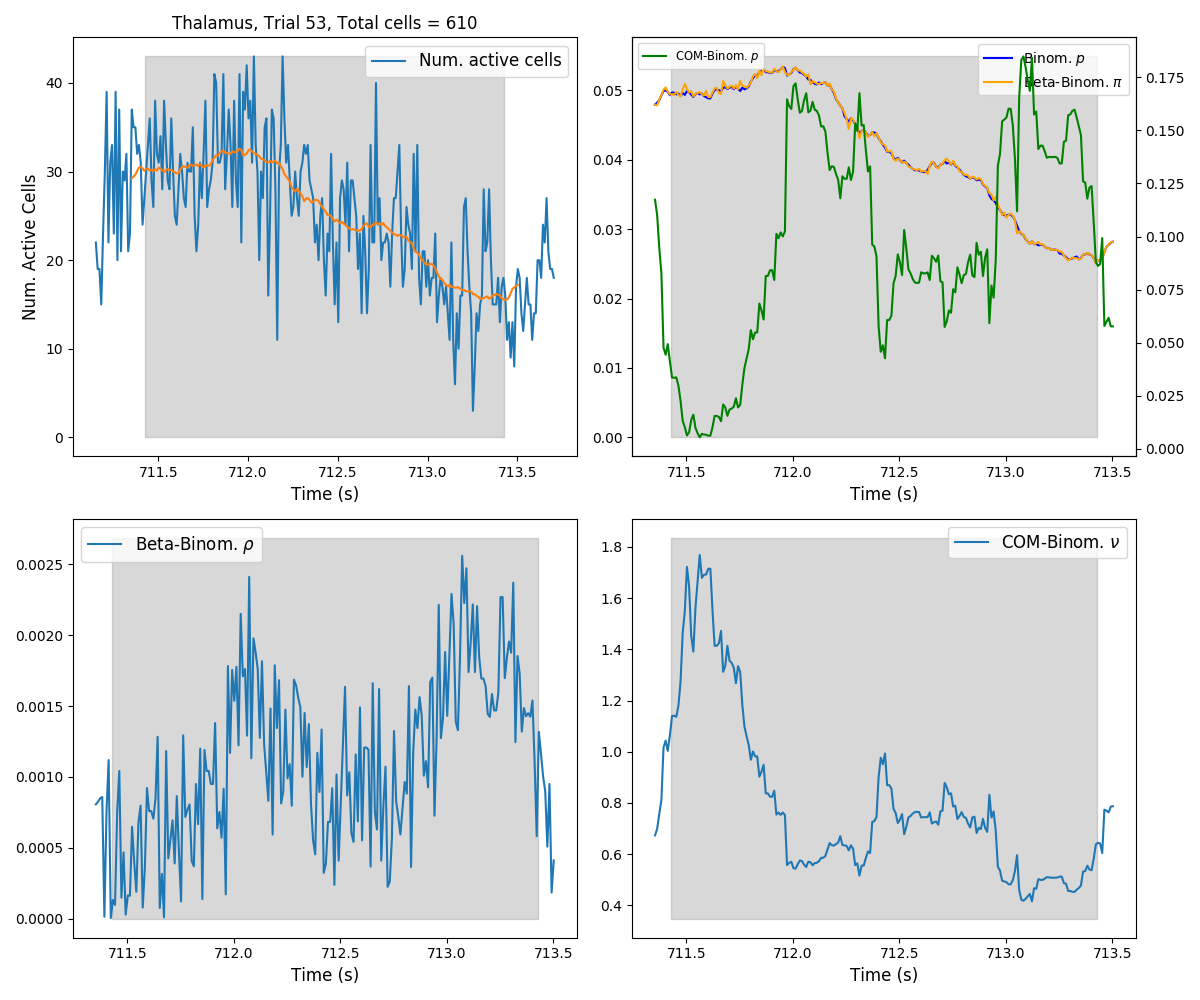 Thalamus, Trial 53, Total cells = 610
Num. active cells
Num. Active Cells
40
30
20
10
0
711.5 712.0 712.5 713.0 713.5
Time (s)
COM-Binom. p
Binom. p
Beta-Binom. π
0.05
0.04
0.03
0.02
0.01
0.00
0.175
0.150
0.125
0.100
0.075
0.050
0.025
0.000
711.5 712.0 712.5 713.0 713.5
Time (s)
Beta-Binom. ρ
0.0025
0.0020
0.0015
0.0010
0.0005
0.0000
711.5 712.0 712.5 713.0 713.5
Time (s)
COM-Binom. ν
1.8
1.6
1.4
1.2
1.0
0.8
0.6
0.4
711.5 712.0 712.5 713.0 713.5
Time (s)